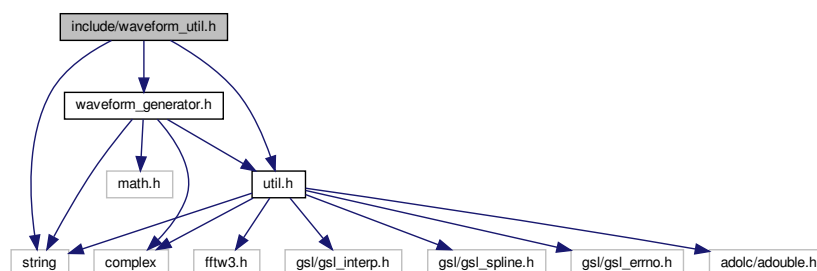 include/waveform_util.h
waveform_generator.h
math.h
util.h
string
complex
fftw3.h
gsl/gsl_interp.h
gsl/gsl_spline.h
gsl/gsl_errno.h
adolc/adouble.h